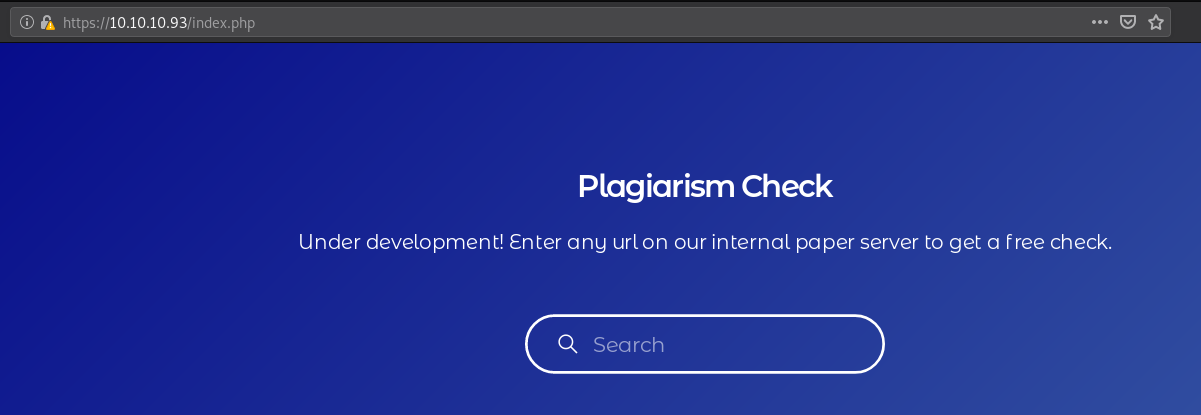 https://10.10.10.93/index.php
Plagiarism Check
Under development! Enter any url on our internal paper server to get a free check.
Search